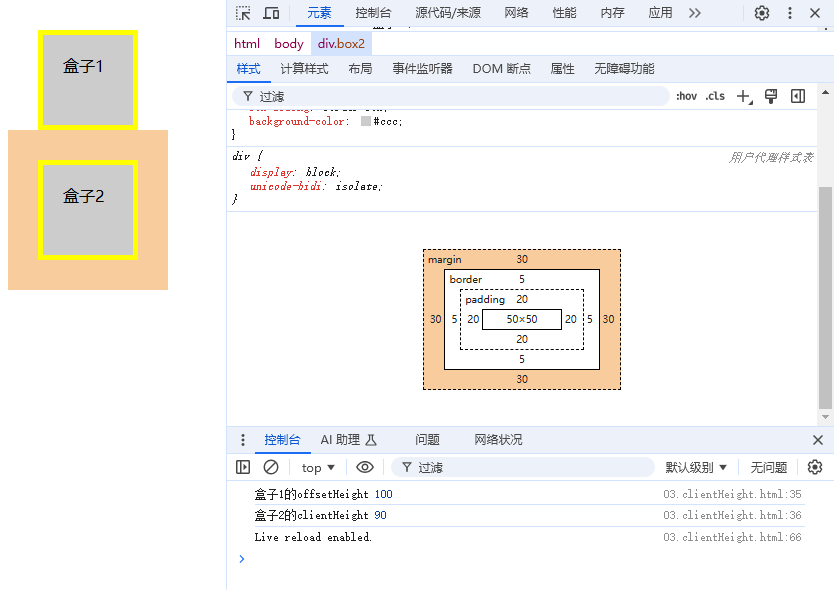 盒子1
盒子2
元素 控制台 源代码/来源 网络 性能 内存 应用
html body div.box2
样式 计算样式 布局 事件监听器 DOM 断点 属性 无障碍功能
过滤 :hov .cls
background-color: #ccc;
}
div { 用户代理样式表
display: block;
unicode-bidi: isolate;
}
margin 30
border 5
padding 20
30 5 20 50×50 20 5 30
20
5
30
控制台 AI 助理 问题 网络状况
top 过滤 默认级别 无问题
盒子1的offsetHeight 100 03.clientHeight.html:35
盒子2的clientHeight 90 03.clientHeight.html:36
Live reload enabled. 03.clientHeight.html:66